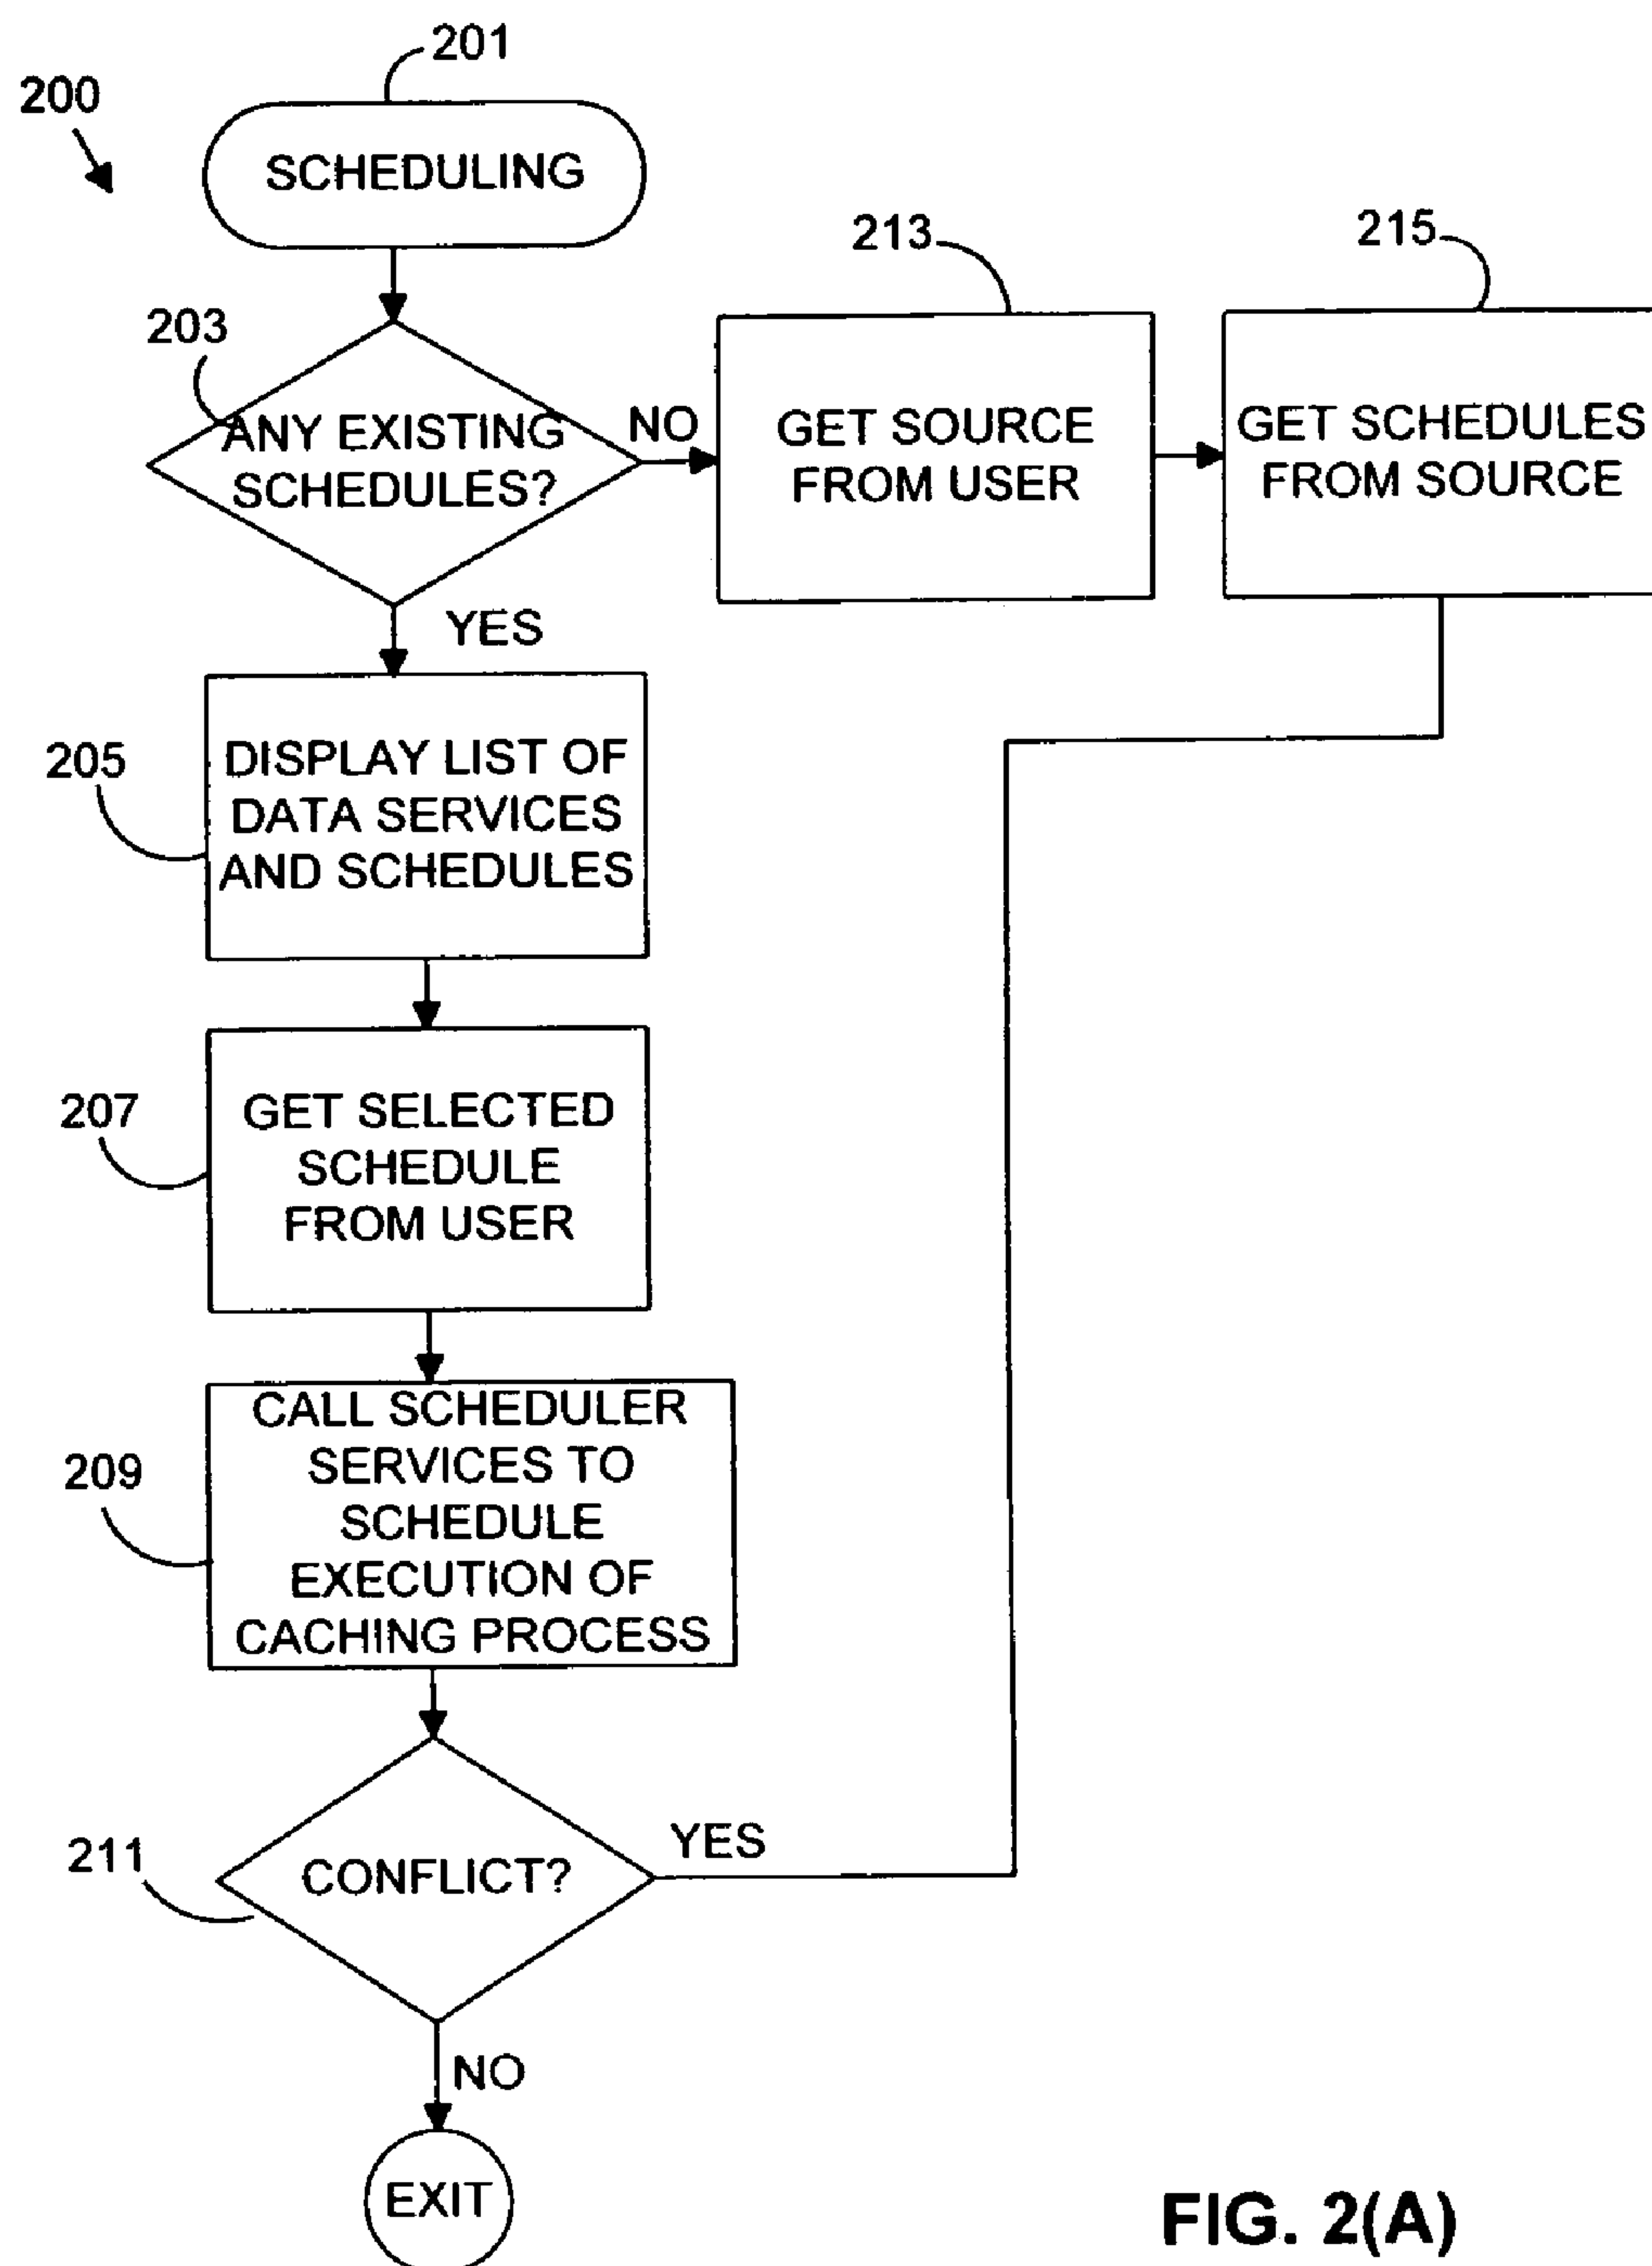 201
200
SCHEDULING
213
215
203
ANY EXISTING
SCHEDULES?
NO
GET SOURCE
FROM USER
GET SCHEDULES
FROM SOURCE
YES
205
DISPLAY LIST OF
DATA SERVICES
AND SCHEDULES
207
GET SELECTED
SCHEDULE
FROM USER
209
CALL SCHEDULER
SERVICES TO
SCHEDULE
EXECUTION OF
CACHING PROCESS
211
CONFLICT?
YES
NO
EXIT
FIG. 2(A)